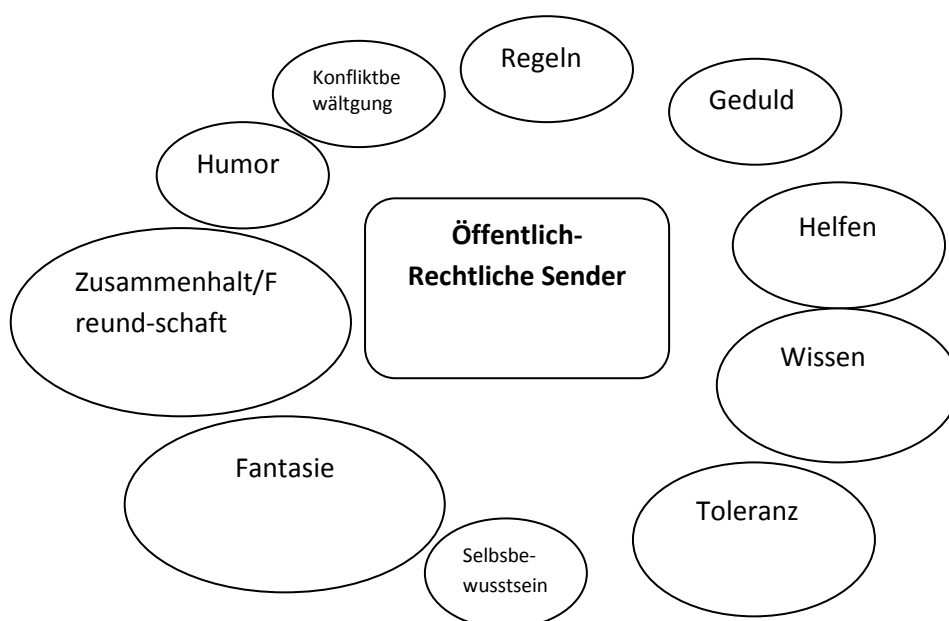 Regeln
Konfliktbe
wältgung
Geduld
Humor
Helfen
Öffentlich-
Rechtliche Sender
Zusammenhalt/F
reund-schaft
Wissen
Fantasie
Toleranz
Selbsbe-
wusstsein